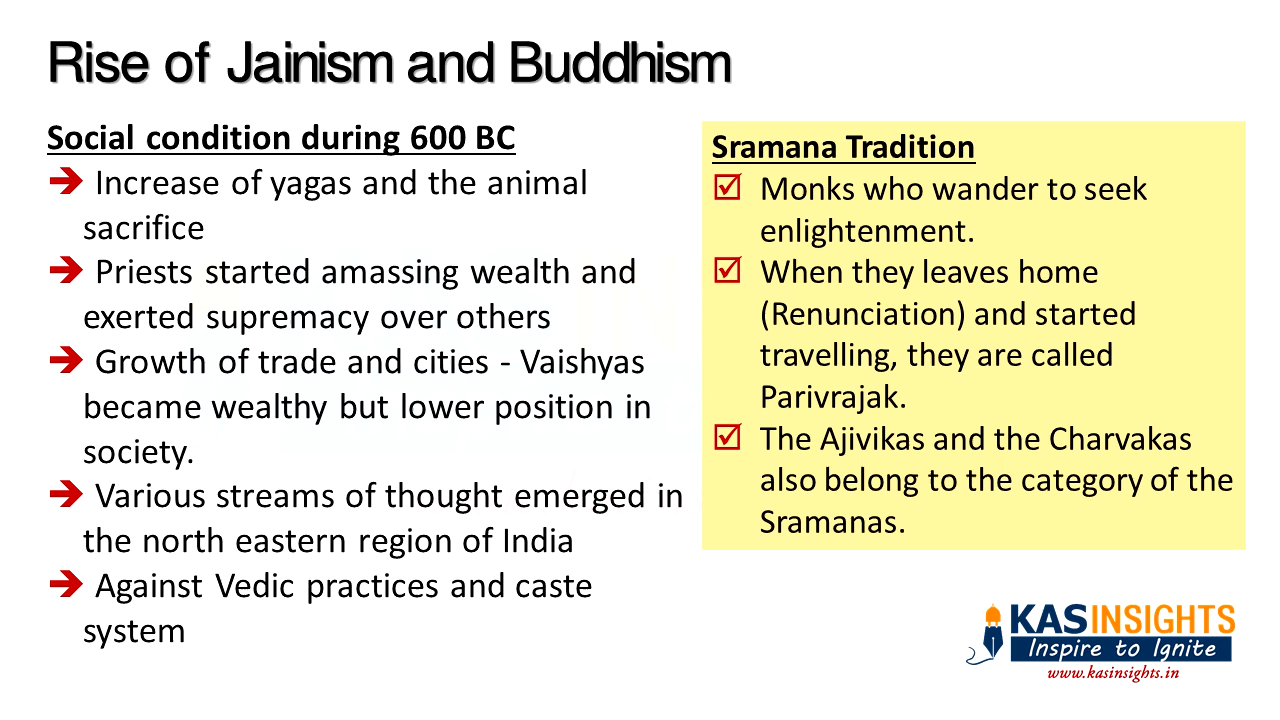 Rise of Jainism and Buddhism
Social condition during 600 BC
Increase of yagas and the animal
sacrifice
Priests started amassing wealth and
exerted supremacy over others
Growth of trade and cities - Vaishyas
became wealthy but lower position in
society.
Various streams of thought emerged in
the north eastern region of India
Against Vedic practices and caste
system
Sramana Tradition
Monks who wander to seek
enlightenment.
When they leaves home
(Renunciation) and started
travelling, they are called
Parivrajak.
The Ajivikas and the Charvakas
also belong to the category of the
Sramanas.
KASINSIGHTS
Inspire to Ignite
www.kasinsights.in